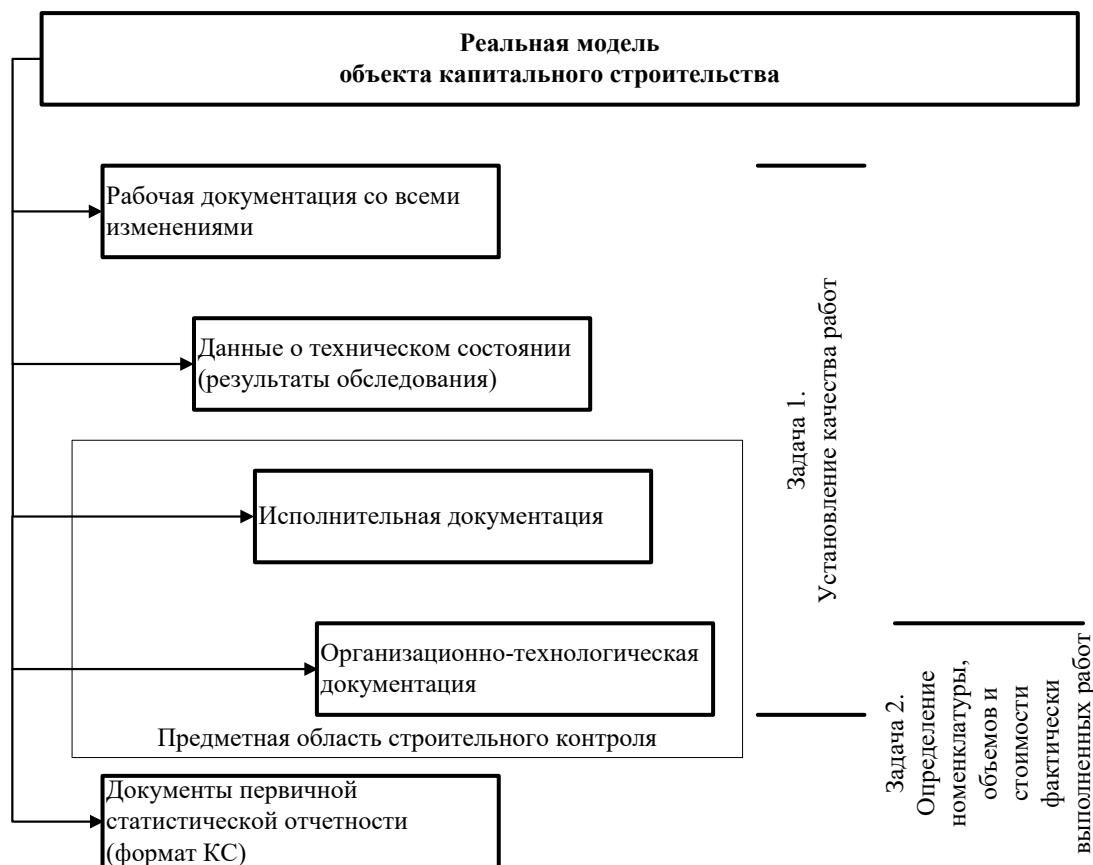 Реальная модель
объекта капитального строительства
Рабочая документация со всеми
изменениями
Данные о техническом состоянии
(результаты обследования)
Исполнительная документация
Организационно-технологическая
документация
Предметная область строительного контроля
Документы первичной
статистической отчетности
(формат КС)
Задача 1.
Установление качества работ
Задача 2.
Определение
номенклатуры,
объемов и
стоимости
фактически
выполненных работ